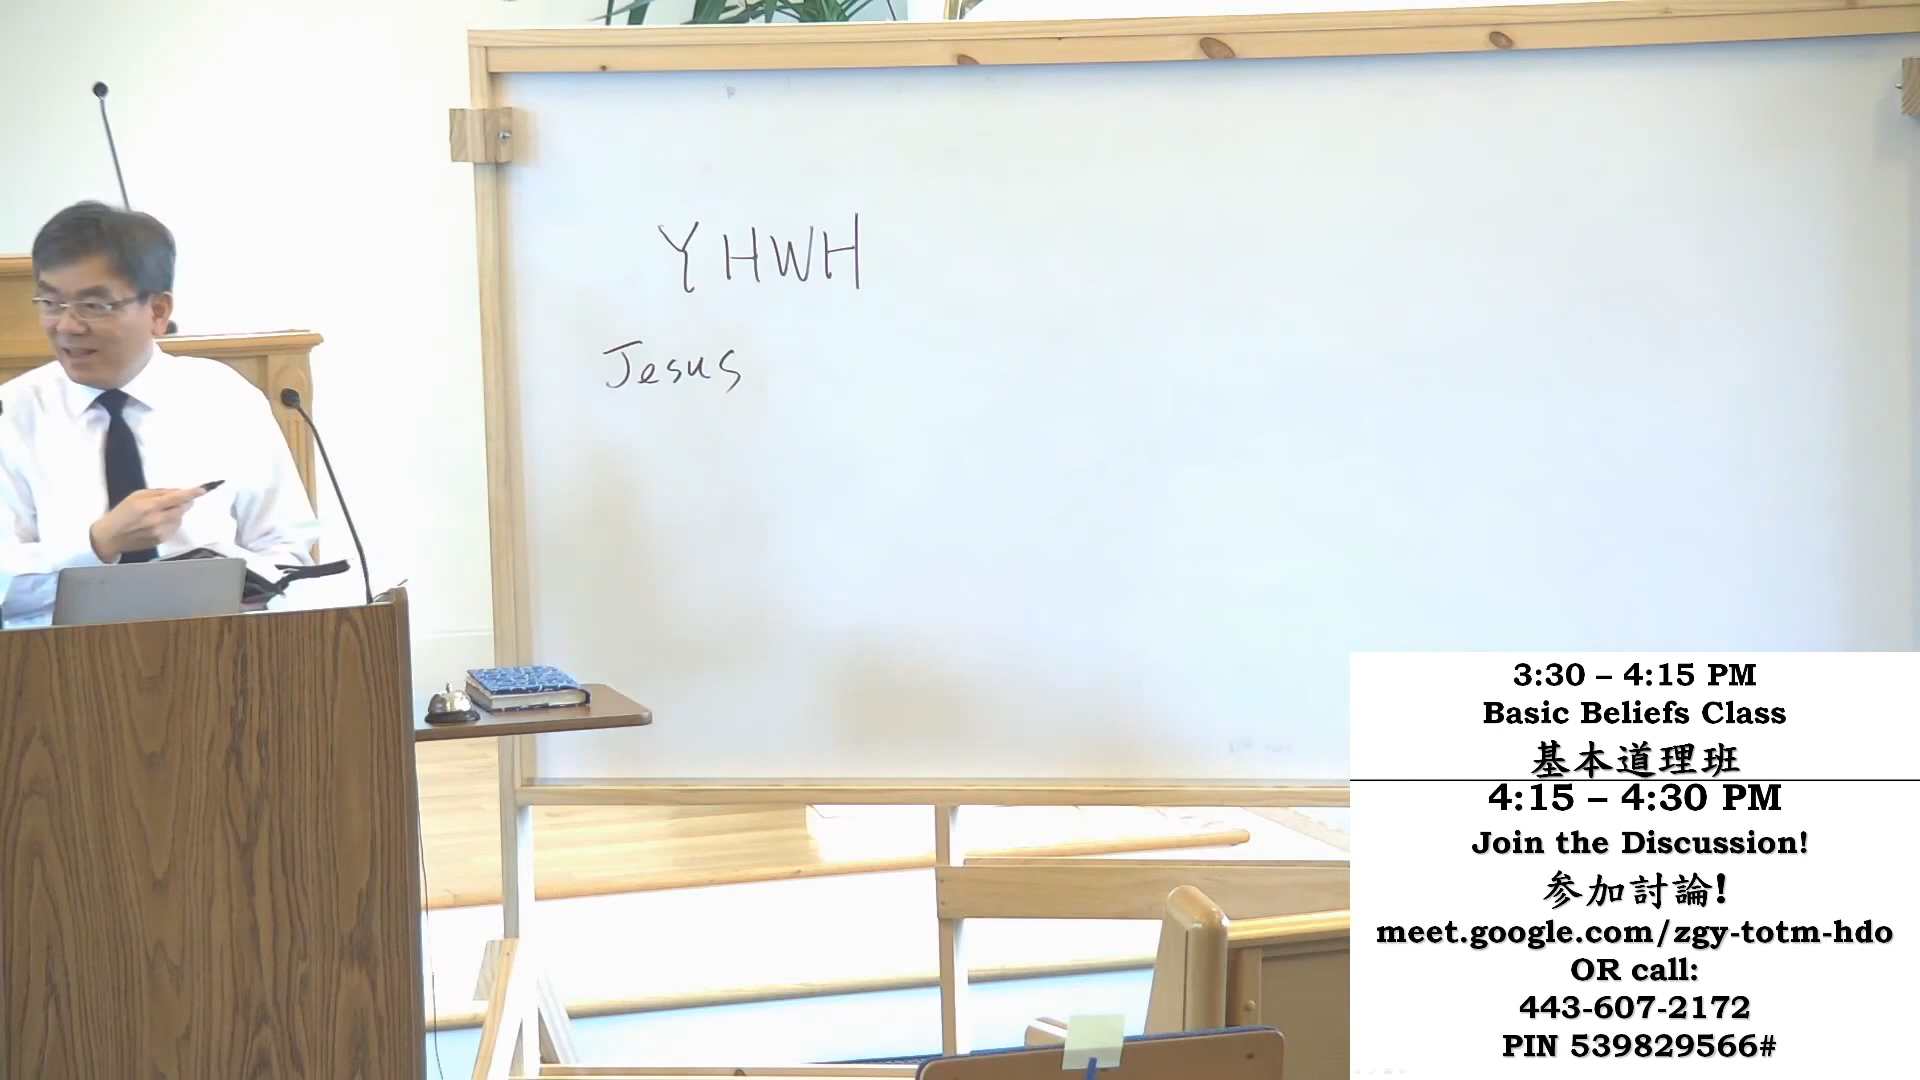 YHWH
Jesus
3:30 – 4:15 PM
Basic Beliefs Class
基本道理班
4:15 – 4:30 PM
Join the Discussion!
参加討論!
meet.google.com/zgy-totm-hdo
OR call:
443-607-2172
PIN 539829566#